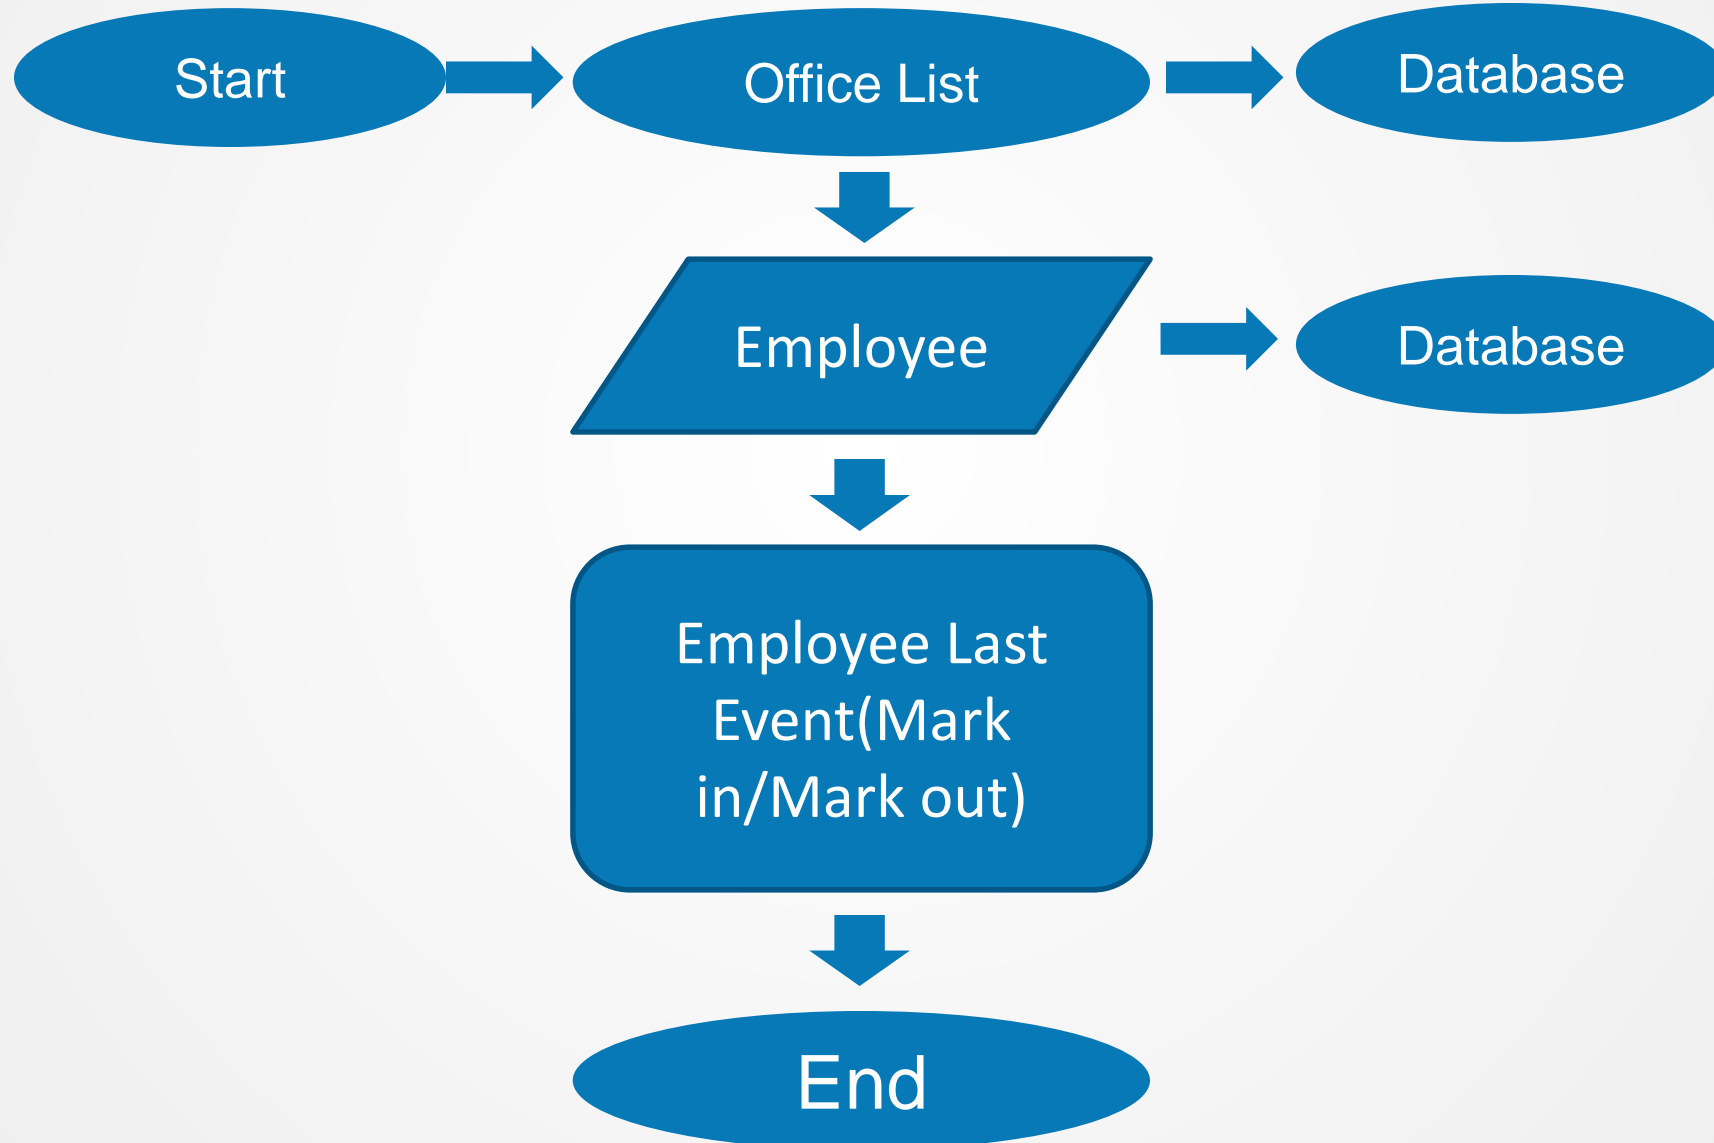 Start
Office List
Database
Employee
Database
Employee Last
Event(Mark
in/Mark out)
End